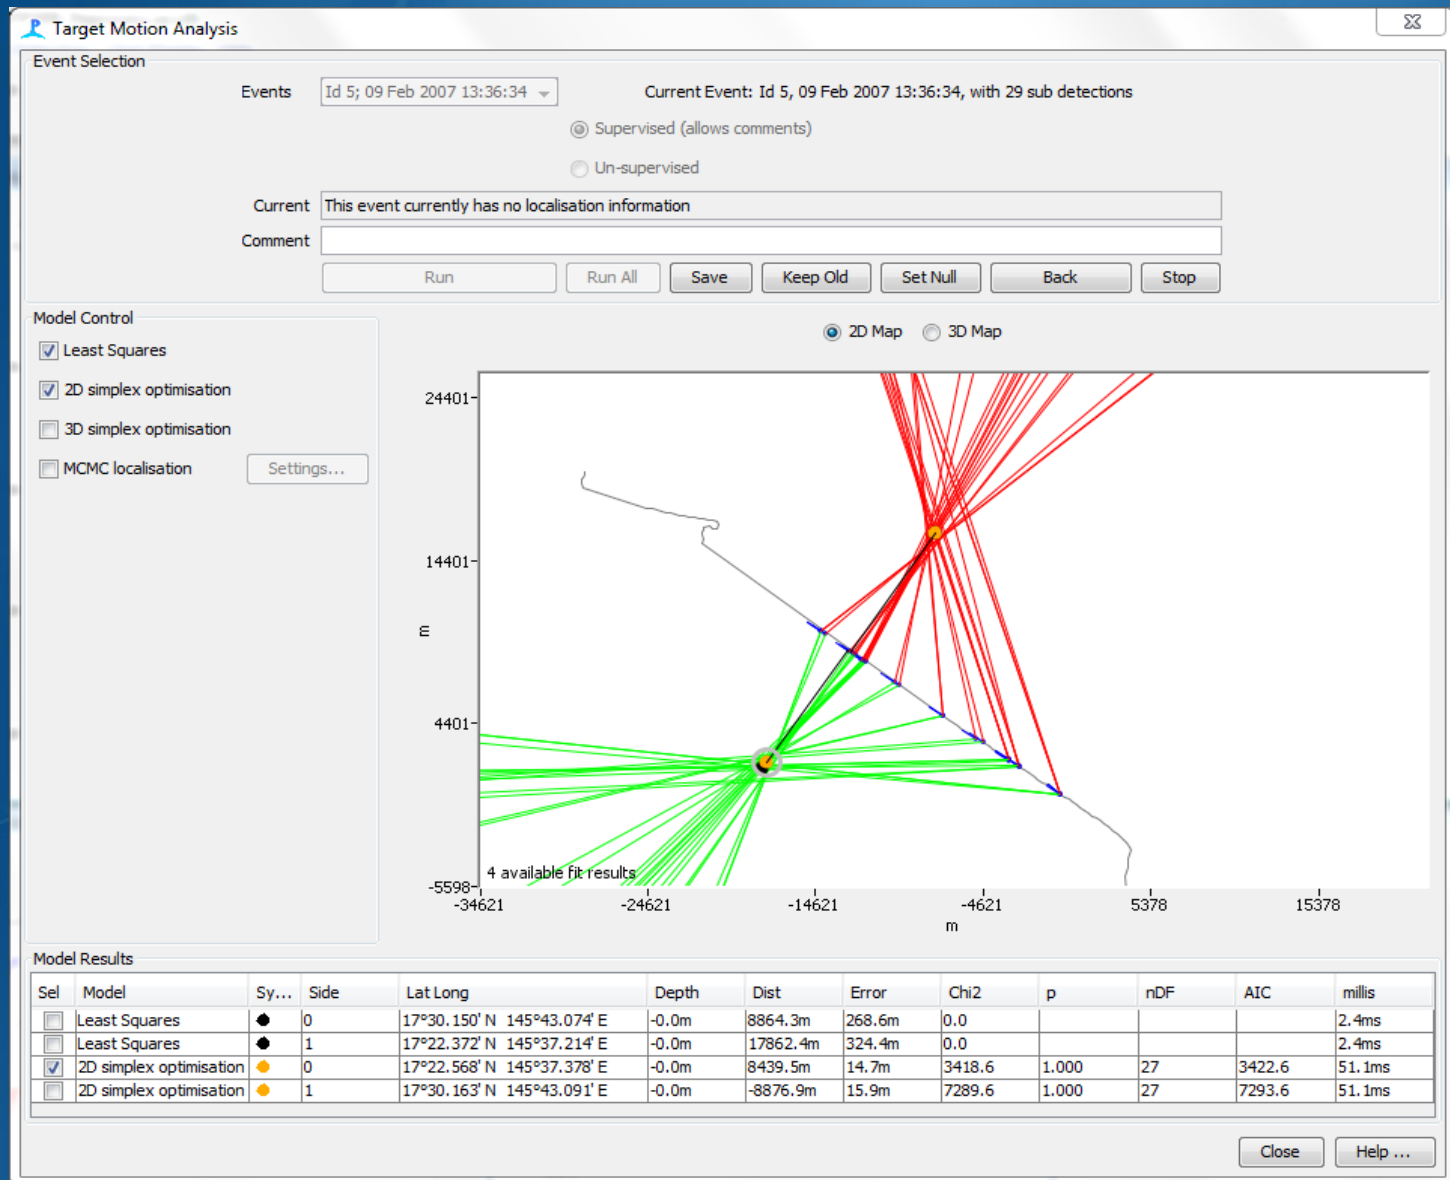 Target Motion Analysis
Event Selection
Events Id 5; 09 Feb 2007 13:36:34 Current Event: Id 5, 09 Feb 2007 13:36:34, with 29 sub detections
Supervised (allows comments)
Un-supervised
Current This event currently has no localisation information
Comment
Run Run All Save Keep Old Set Null Back Stop
Model Control
2D Map 3D Map
Least Squares
2D simplex optimisation
3D simplex optimisation
MCMC localisation Settings...
24401
14401
m
4401
4 available fit results
-5598
-34621 -24621 -14621 -4621 5378 15378
m
Model Results
Sel Model Sy... Side Lat Long Depth Dist Error Chi2 p nDF AIC millis
Least Squares 0 17°30.150' N 145°43.074' E -0.0m 8864.3m 268.6m 0.0 2.4ms
Least Squares 1 17°22.372' N 145°37.214' E -0.0m 17862.4m 324.4m 0.0 2.4ms
2D simplex optimisation 0 17°22.568' N 145°37.378' E -0.0m 8439.5m 14.7m 3418.6 1.000 27 3422.6 51.1ms
2D simplex optimisation 1 17°30.163' N 145°43.091' E -0.0m -8876.9m 15.9m 7289.6 1.000 27 7293.6 51.1ms
Close Help ...